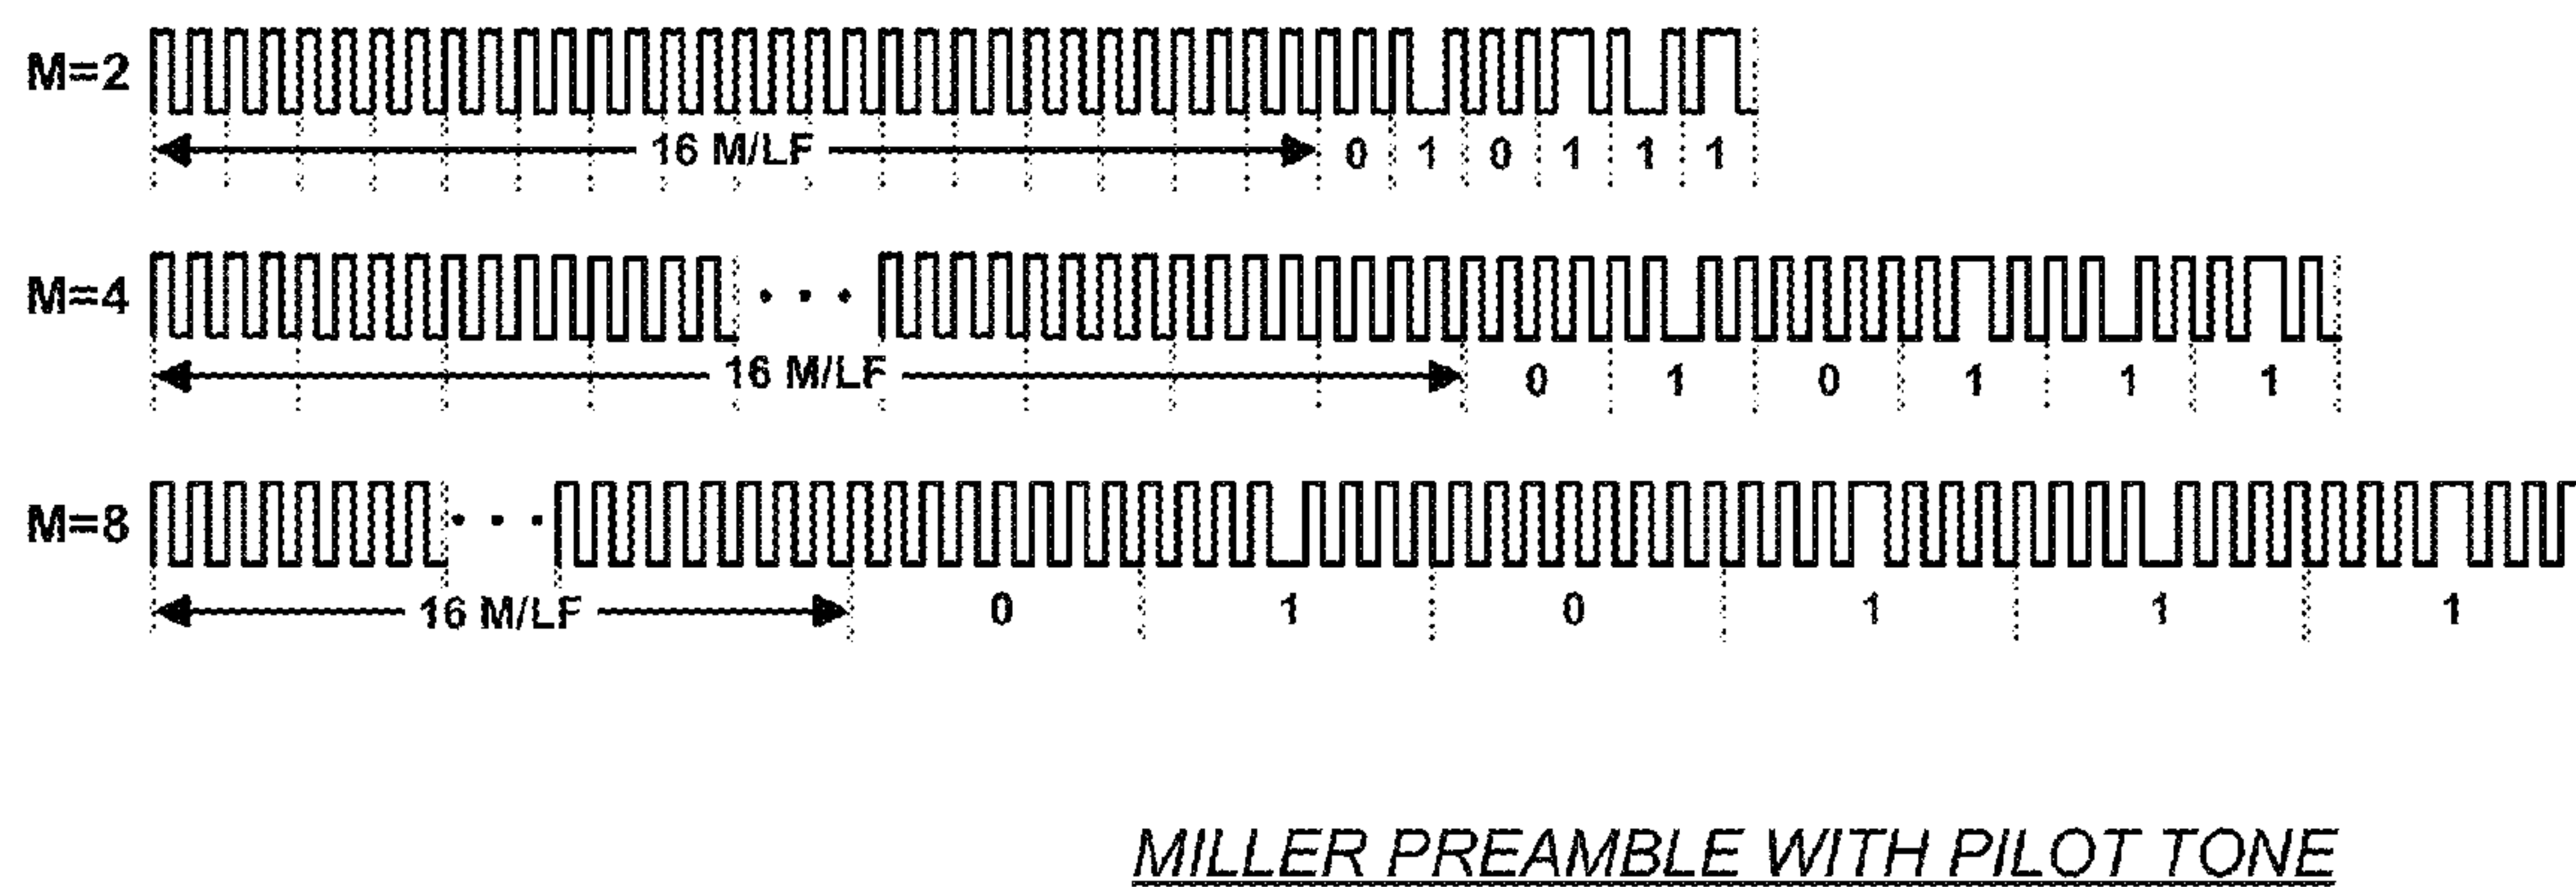 M=2
16 M/LF 0 1 0 1 1 1
M=4
16 M/LF 0 1 0 1 1 1
M=8
16 M/LF 0 1 0 1 1 1
MILLER PREAMBLE WITH PILOT TONE